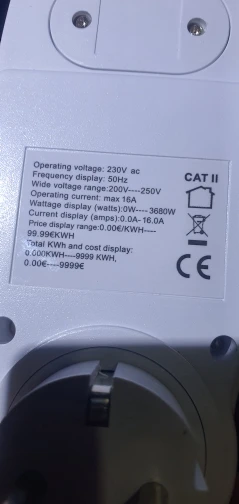 Operating voltage: 230V ac
Frequency display: 50Hz
Wide voltage range:200V----250V
Operating current: max 16A
Wattage display (watts):0W---- 3680W
Current display (amps):0.0A- 16.0A
Price display range:0.00€/KWH----
99.99€KWH
Total KWh and cost display:
0.000KWH----9999 KWH,
0.00€----9999€
CAT II
CE